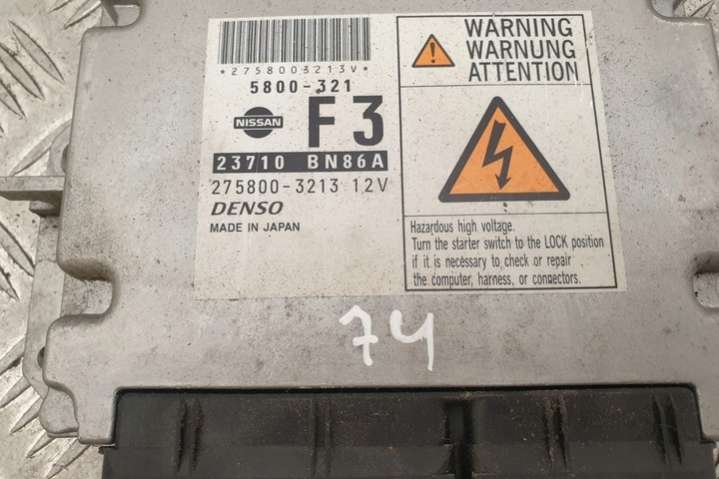 *2758003213V*
5800-321
NISSAN
F3
23710 BN86A
275800-3213 12V
DENSO
MADE IN JAPAN
WARNING
WARNUNG
ATTENTION
Hazardous high voltage.
Turn the starter switch to the LOCK position
if it is necessary to check or repair
the computer, harness, or connectors.
74